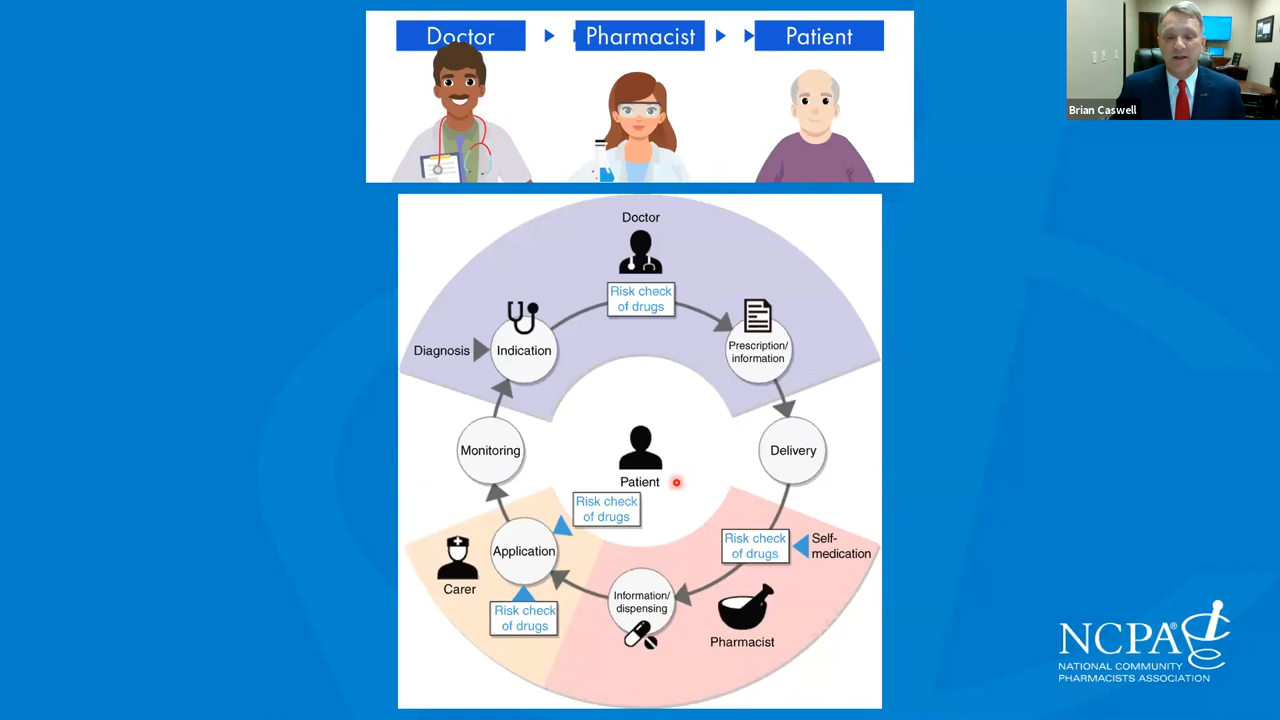 Doctor
Pharmacist
Patient
Brian Caswell
Doctor
Risk check
of drugs
Diagnosis
Indication
Prescription/
information
Monitoring
Delivery
Patient
Risk check
of drugs
Risk check
of drugs
Self-
medication
Application
Carer
Information/
dispensing
Risk check
of drugs
Pharmacist
NCPA®
NATIONAL COMMUNITY
PHARMACISTS ASSOCIATION